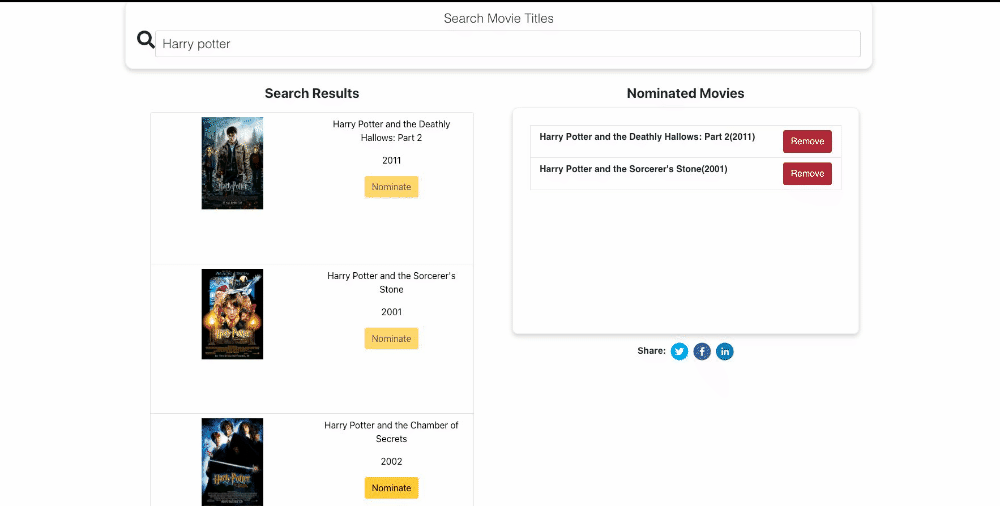 Search Movie Titles
Harry potter
Search Results
Harry Potter and the Deathly
Hallows: Part 2
2011
Nominate
Harry Potter and the Sorcerer's
Stone
2001
Nominate
Harry Potter and the Chamber of
Secrets
2002
Nominate
Nominated Movies
Harry Potter and the Deathly Hallows: Part 2(2011)
Remove
Harry Potter and the Sorcerer's Stone(2001)
Remove
Share: